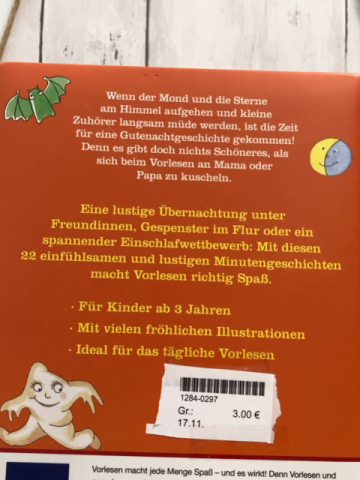 Wenn der Mond und die Sterne
am Himmel aufgehen und kleine
Zuhörer langsam müde werden, ist die Zeit
für eine Gutenachtgeschichte gekommen!
Denn es gibt doch nichts Schöneres, als
sich beim Vorlesen an Mama oder
Papa zu kuscheln.
Eine lustige Übernachtung unter
Freundinnen, Gespenster im Flur oder ein
spannender Einschlafwettbewerb: Mit diesen
22 einfühlsamen und lustigen Minutengeschichten
macht Vorlesen richtig Spaß.
· Für Kinder ab 3 Jahren
· Mit vielen fröhlichen Illustrationen
· Ideal für das tägliche Vorlesen
1284-0297
Gr.:
3.00 €
17.11.
Vorlesen macht jede Menge Spaß – und es wirkt! Denn Vorlesen und